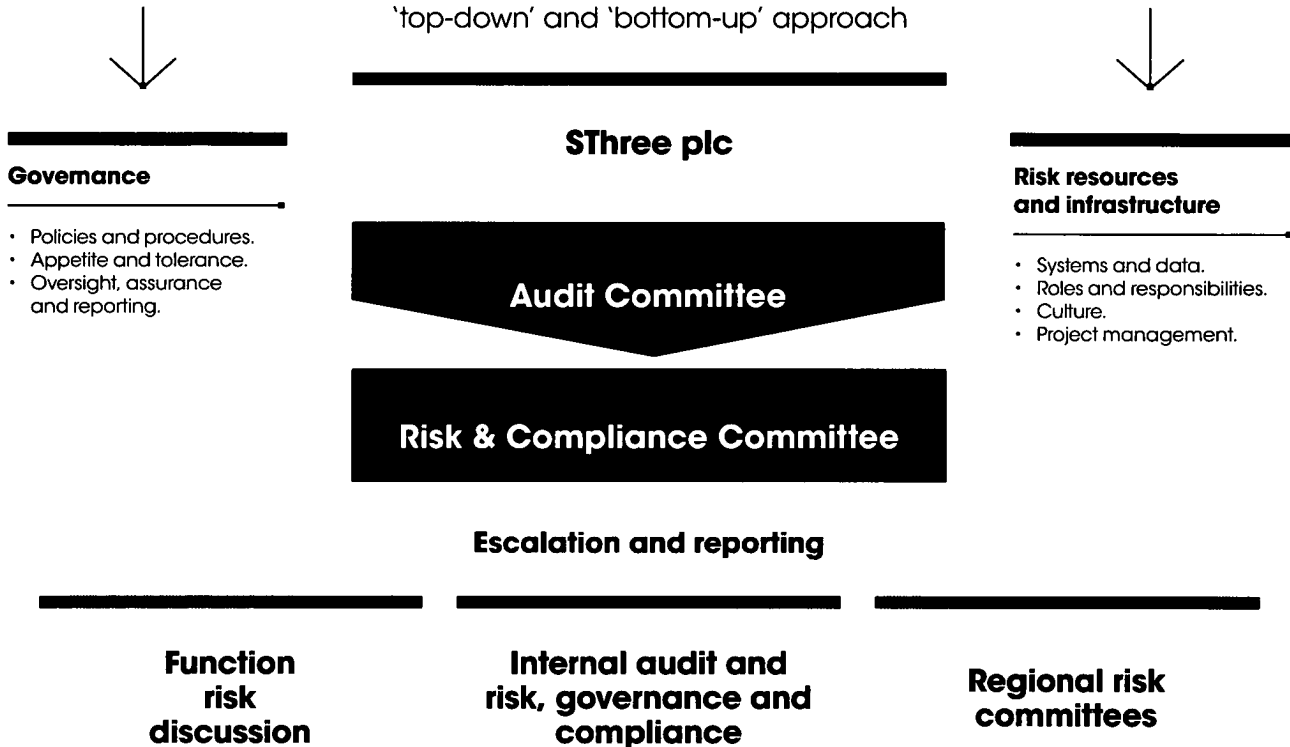 'top-down' and 'bottom-up' approach
SThree plc
Governance
• Policies and procedures.
• Appetite and tolerance.
• Oversight, assurance
and reporting.
Audit Committee
Risk & Compliance Committee
Risk resources
and infrastructure
• Systems and data.
• Roles and responsibilities.
• Culture.
• Project management.
Escalation and reporting
Function
risk
discussion
Internal audit and
risk, governance and
compliance
Regional risk
committees